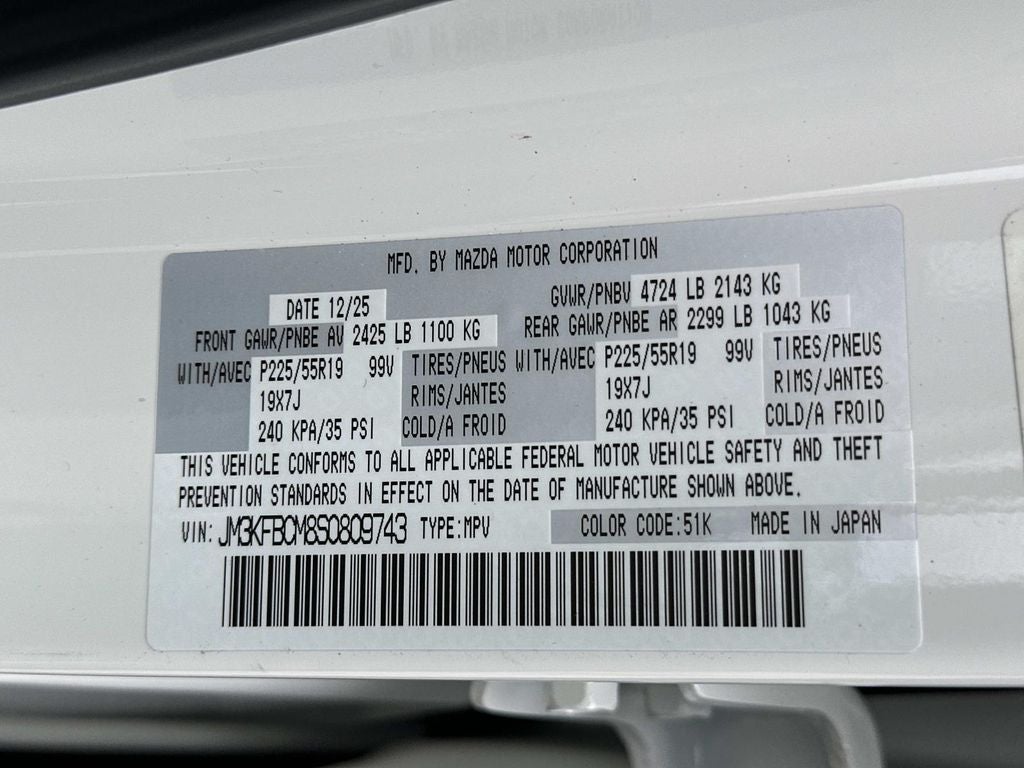 MFD. BY MAZDA MOTOR CORPORATION
DATE 12/25 GVWR/PNBV 4724 LB 2143 KG
FRONT GAWR/PNBE AV 2425 LB 1100 KG REAR GAWR/PNBE AR 2299 LB 1043 KG
WITH/AVEC P225/55R19 99V TIRES/PNEUS WITH/AVEC P225/55R19 99V TIRES/PNEUS
19X7J RIMS/JANTES 19X7J RIMS/JANTES
240 KPA/35 PSI COLD/A FROID 240 KPA/35 PSI COLD/A FROID
THIS VEHICLE CONFORMS TO ALL APPLICABLE FEDERAL MOTOR VEHICLE SAFETY AND THEFT
PREVENTION STANDARDS IN EFFECT ON THE DATE OF MANUFACTURE SHOWN ABOVE.
VIN: JM3KFBCM8S0809743 TYPE:MPV COLOR CODE:51K MADE IN JAPAN